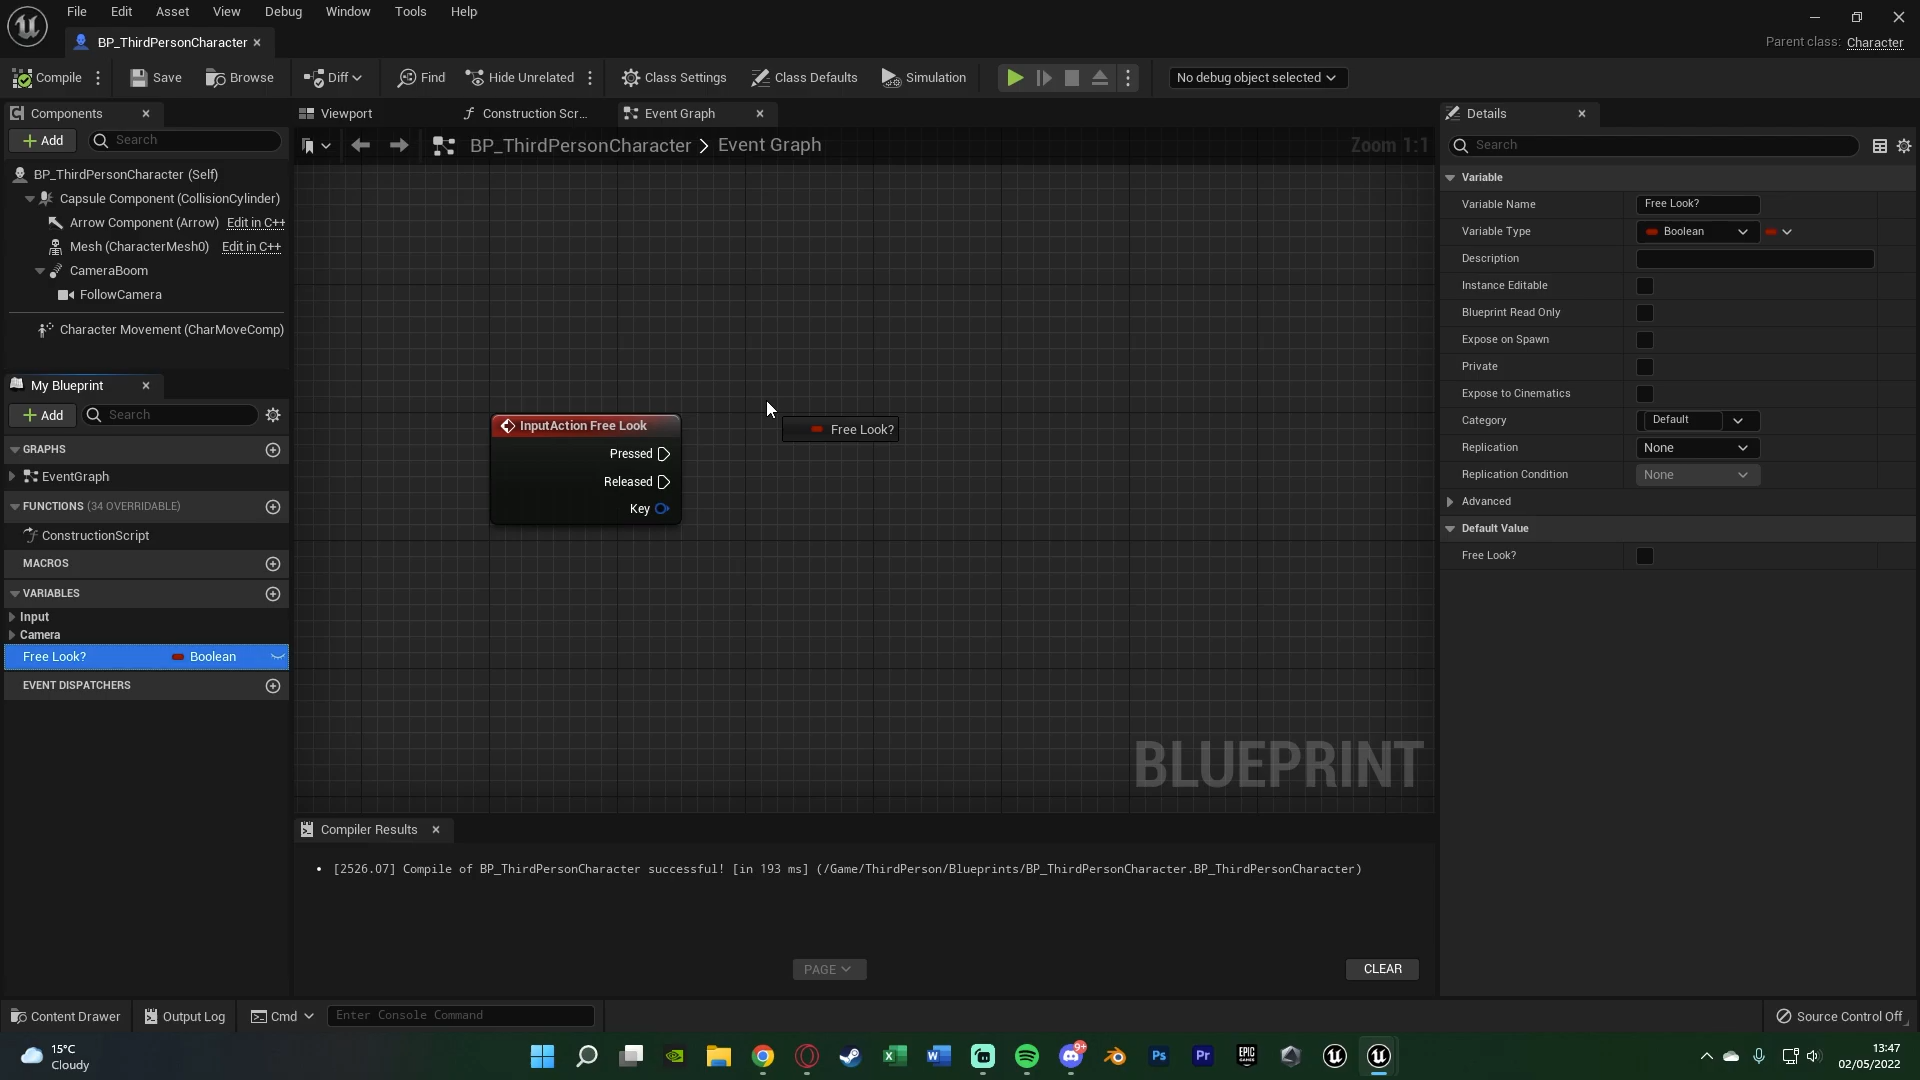 File Edit Asset View Debug Window Tools Help
BP_ThirdPersonCharacter
Parent class: Character
Compile Save Browse Diff Find Hide Unrelated Class Settings Class Defaults Simulation No debug object selected
Components
Add Search
BP_ThirdPersonCharacter (Self)
Capsule Component (CollisionCylinder)
Arrow Component (Arrow) Edit in C++
Mesh (CharacterMesh0) Edit in C++
CameraBoom
FollowCamera
Character Movement (CharMoveComp)
My Blueprint
Add Search
GRAPHS
EventGraph
FUNCTIONS (34 OVERRIDABLE)
ConstructionScript
MACROS
VARIABLES
Input
Camera
Free Look? Boolean
EVENT DISPATCHERS
Viewport Construction Scr... Event Graph
BP_ThirdPersonCharacter > Event Graph Zoom 1:1
InputAction Free Look
Pressed
Released
Key
Free Look?
BLUEPRINT
Compiler Results
• [2526.07] Compile of BP_ThirdPersonCharacter successful! [in 193 ms] (/Game/ThirdPerson/Blueprints/BP_ThirdPersonCharacter.BP_ThirdPersonCharacter)
PAGE CLEAR
Details
Search
Variable
Variable Name Free Look?
Variable Type Boolean
Description
Instance Editable
Blueprint Read Only
Expose on Spawn
Private
Expose to Cinematics
Category Default
Replication None
Replication Condition None
Advanced
Default Value
Free Look?
Content Drawer Output Log Cmd Enter Console Command Source Control Off
15°C
Cloudy
X W 9+ Ps Pr EPIC GAMES
13:47
02/05/2022